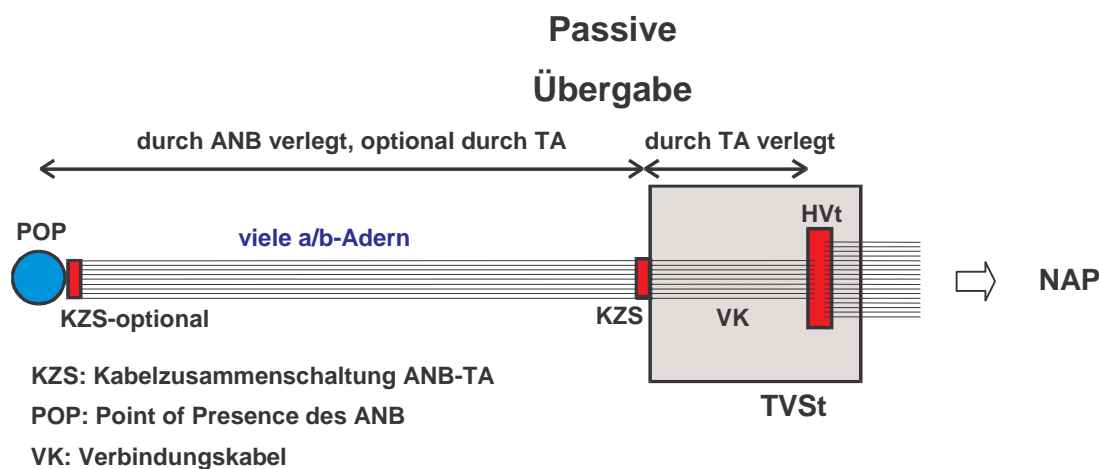 Passive
Übergabe
durch ANB verlegt, optional durch TA
durch TA verlegt
POP
viele a/b-Adern
HVt
KZS-optional
KZS
VK
NAP
KZS: Kabelzusammenschaltung ANB-TA
TVSt
POP: Point of Presence des ANB
VK: Verbindungskabel